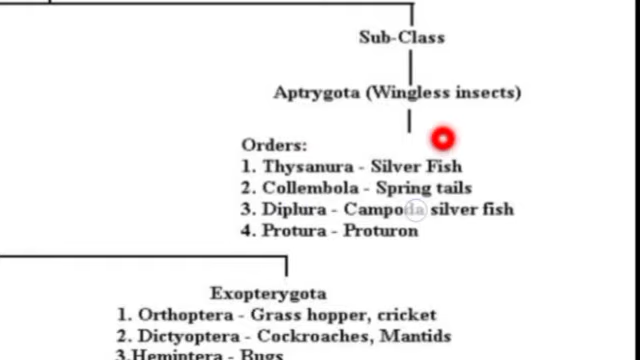 Sub-Class
Aptrygota (Wingless insects)
Orders:
1. Thysanura - Silver Fish
2. Collembola - Spring tails
3. Diplura - Campoda silver fish
4. Protura - Proturon
Exopterygota
1. Orthoptera - Grass hopper, cricket
2. Dictyoptera - Cockroaches, Mantids
3.Hemiptera - Bugs